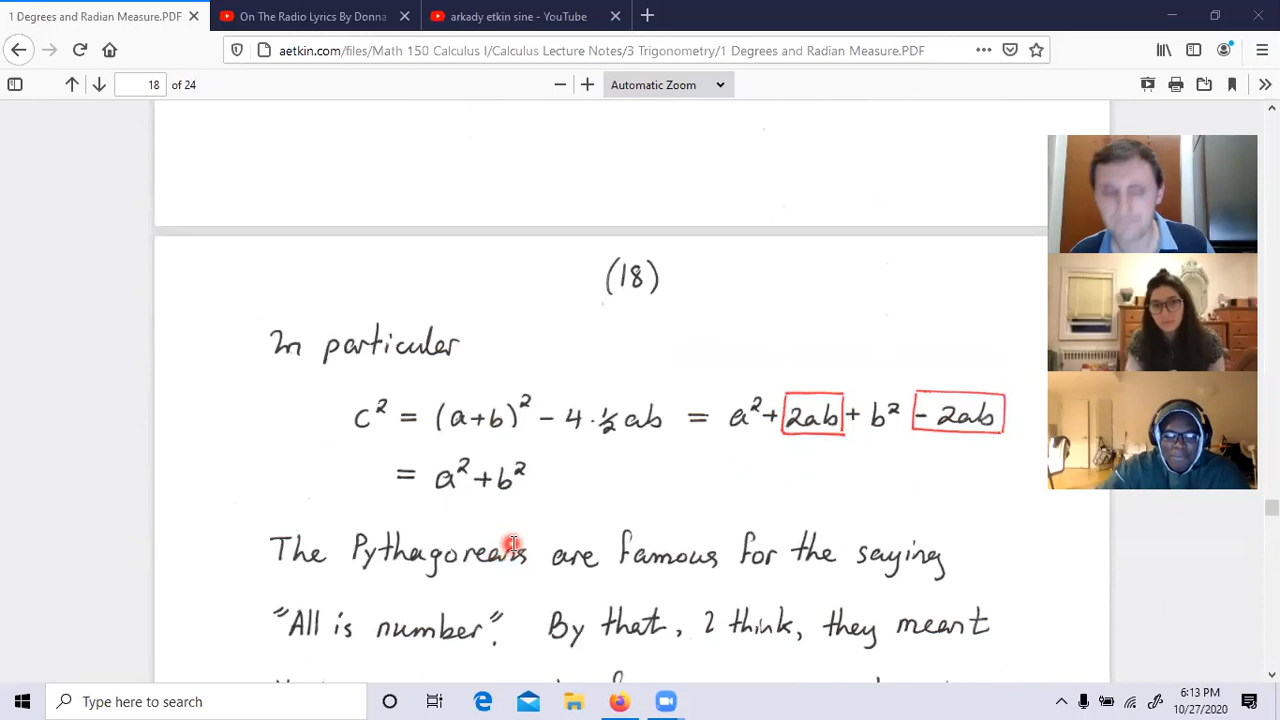 1 Degrees and Radian Measure.PDF
On The Radio Lyrics By Donna
arkady etkin sine - YouTube
aetkin.com/files/Math 150 Calculus I/Calculus Lecture Notes/3 Trigonometry/1 Degrees and Radian Measure.PDF
18 of 24
Automatic Zoom
(18)
In particular
c² = (a+b)² - 4 · ½ ab = a² + 2ab + b² - 2ab
= a² + b²
The Pythagoreans are famous for the saying
"All is number". By that, I think, they meant
Type here to search
6:13 PM
10/27/2020